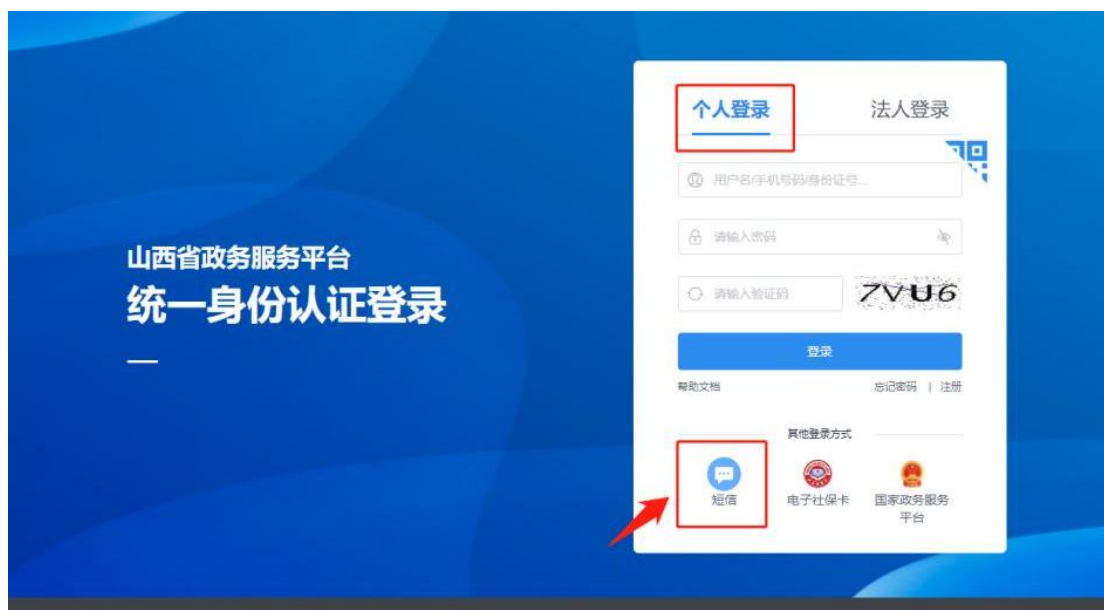 个人登录
法人登录
用户名/手机号码/身份证号...
请输入密码
山西省政务服务平台
统一身份认证登录
请输入验证码
7VU6
登录
帮助文档
忘记密码 | 注册
其他登录方式
短信
电子社保卡
国家政务服务
平台